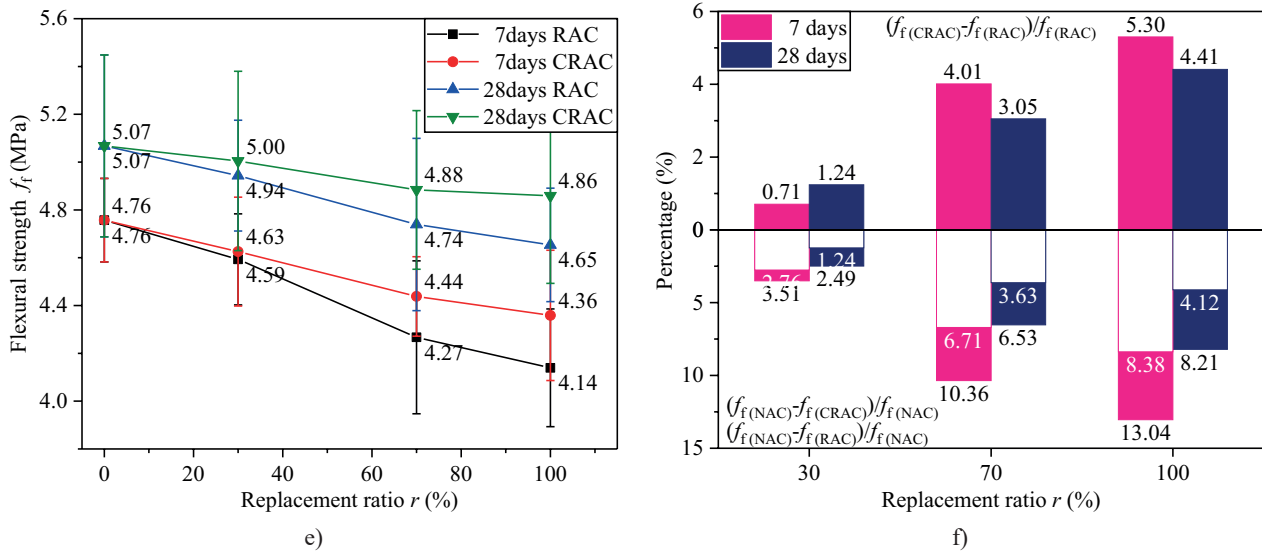 5.6
5.2
4.8
4.4
4.0
Flexural strength f_f (MPa)
7days RAC
7days CRAC
28days RAC
28days CRAC
5.07
5.07
5.00
4.94
4.88
4.86
4.76
4.76
4.63
4.59
4.74
4.65
4.44
4.36
4.27
4.14
0 20 40 60 80 100
Replacement ratio r (%)
e)
6
4
2
0
5
10
15
Percentage (%)
7 days
28 days
(f_f (CRAC)-f_f (RAC))/f_f (RAC)
5.30
4.41
4.01
3.05
0.71
1.24
2.76
1.24
3.51
2.49
6.71
3.63
10.36
6.53
8.38
4.12
13.04
8.21
(f_f (NAC)-f_f (CRAC))/f_f (NAC)
(f_f (NAC)-f_f (RAC))/f_f (NAC)
30 70 100
Replacement ratio r (%)
f)